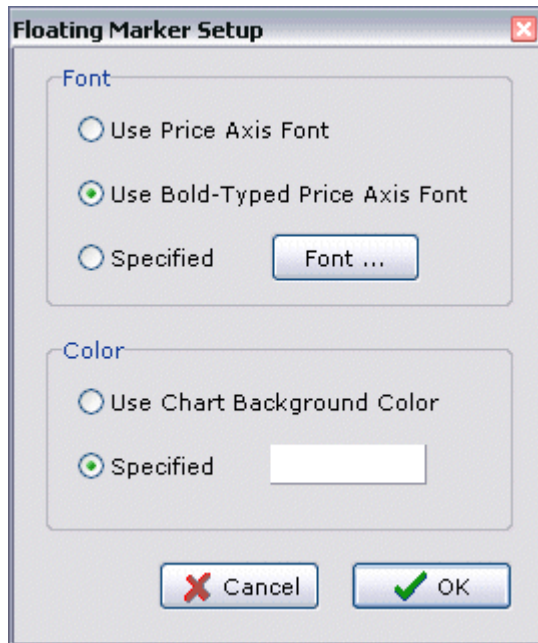 Floating Marker Setup
Font
Use Price Axis Font
Use Bold-Typed Price Axis Font
Specified Font ...
Color
Use Chart Background Color
Specified
Cancel OK